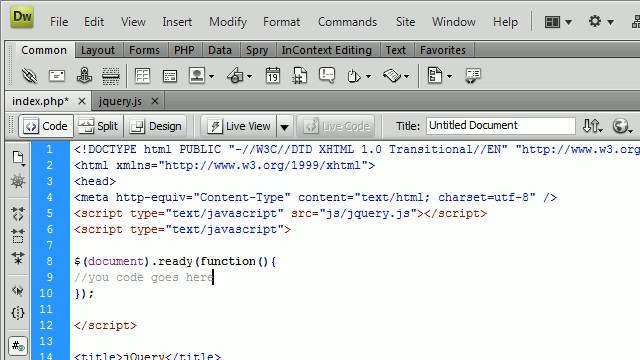 Dw File Edit View Insert Modify Format Commands Site Window Help
Common Layout Forms PHP Data Spry InContext Editing Text Favorites
19
index.php* × jquery.js ×
Code Split Design Live View Live Code Title: Untitled Document
1 <!DOCTYPE html PUBLIC "-//W3C//DTD XHTML 1.0 Transitional//EN" "http://www.w3.org
2 <html xmlns="http://www.w3.org/1999/xhtml">
3 <head>
4 <meta http-equiv="Content-Type" content="text/html; charset=utf-8" />
5 <script type="text/javascript" src="js/jquery.js"></script>
6 <script type="text/javascript">
7
8 $(document).ready(function(){
9 //you code goes here
10 });
11
12 </script>
13
14 <title>jQuery</title>